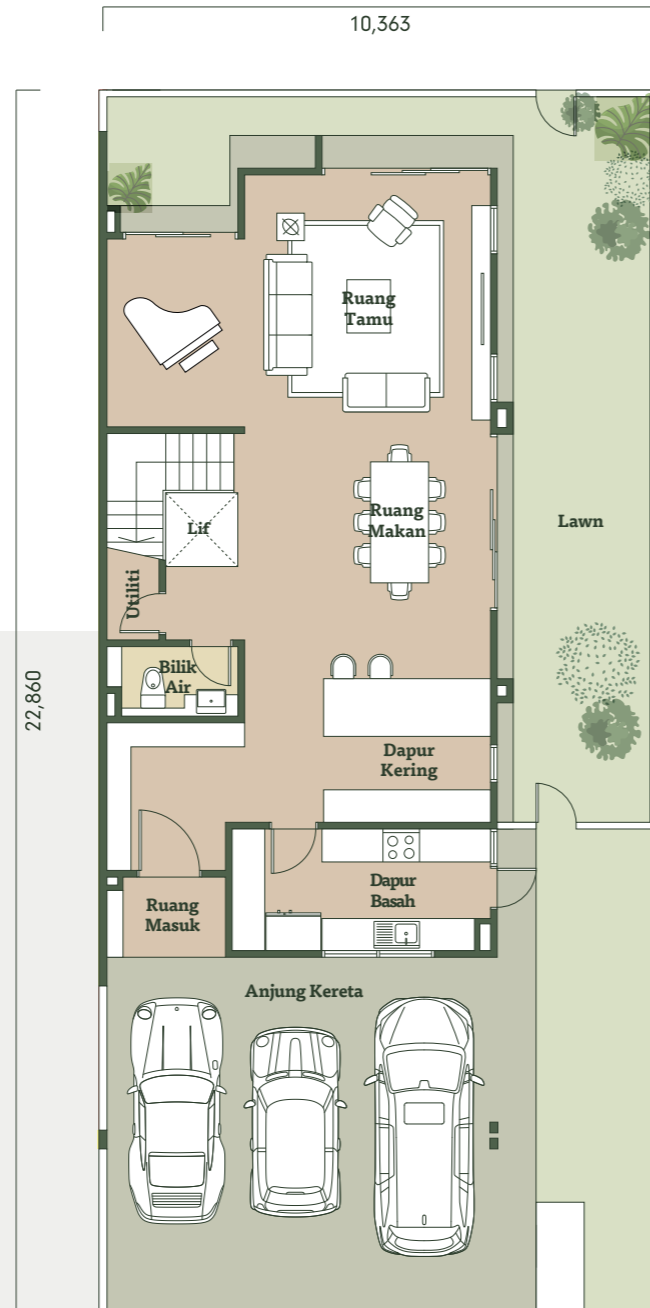 10,363
Ruang
Tamu
Ruang
Makan
Lawn
Lif
Utiliti
Bilik
Air
22,860
Dapur
Kering
Dapur
Basah
Ruang
Masuk
Anjung Kereta